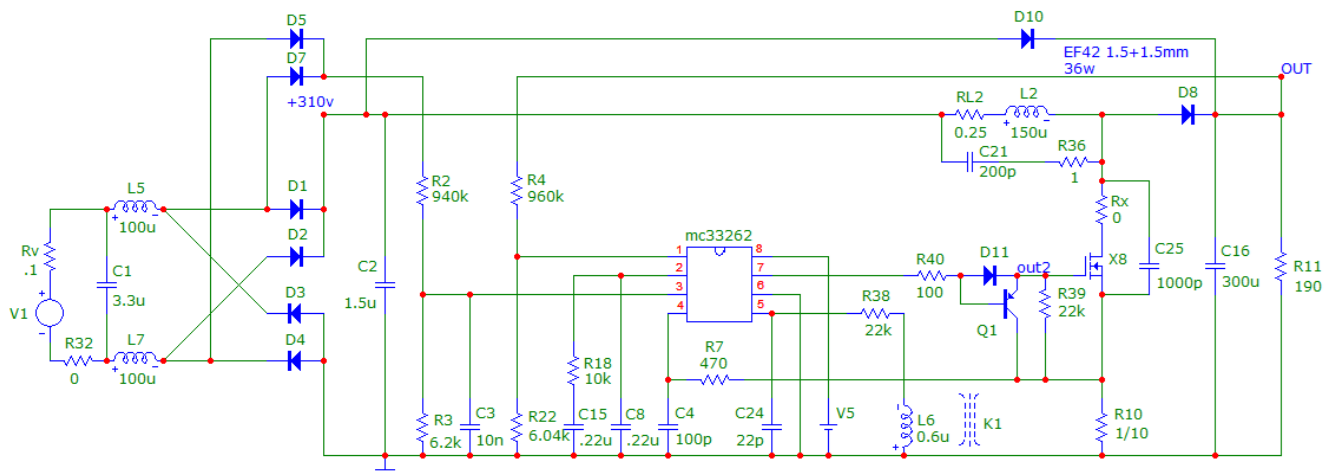 D5
D10
D7
EF42 1.5+1.5mm
36w
OUT
+310v
RL2
L2
D8
0.25
150u
C21
R36
200p
1
R2
940k
R4
960k
L5
D1
Rx
0
+ -
100u
mc33262
Rv
.1
D2
1
8
D11
out2
X8
C25
C16
R11
C1
3.3u
C2
1.5u
2
7
R40
100
1000p
300u
190
3
6
R38
R39
V1
D3
4
5
22k
22k
Q1
R32
L7
D4
R7
0
100u
R18
10k
470
R3
C3
R22
C15
C8
C4
C24
V5
L6
K1
R10
6.2k
10n
6.04k
.22u
.22u
100p
22p
0.6u
1/10